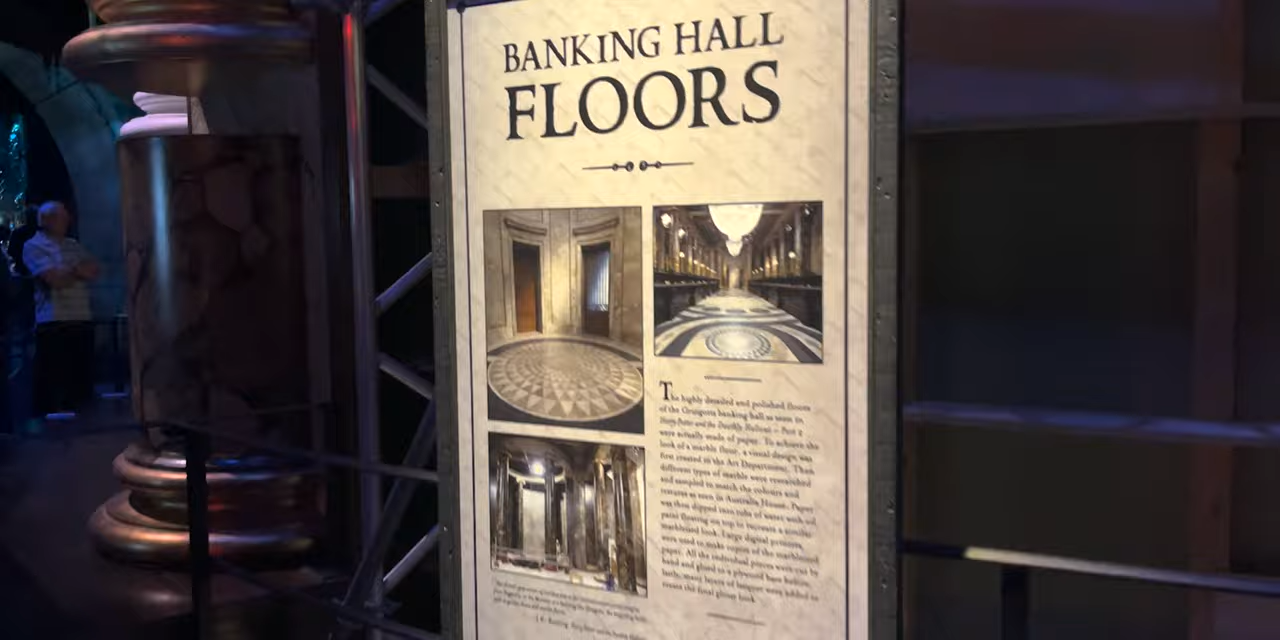 BANKING HALL
FLOORS
The highly detailed and polished floors
of the Gringotts banking hall as seen in
Harry Potter and the Deathly Hallows – Part 2
were actually made of paper. To achieve the
look of a marble floor, a visual design was
first created in the Art Department. Then
different types of marble were researched
and sampled to match the colours and
textures as seen in Australia House. Paper
was then dipped into tubs of water with oil
paint floating on top to recreate a similar
marbleised look. Large digital printers
were used to make copies of the marbleised
paper. All the individual pieces were cut by
hand and glued to a plywood base before,
lastly, many layers of lacquer were added to
create the final glossy look.